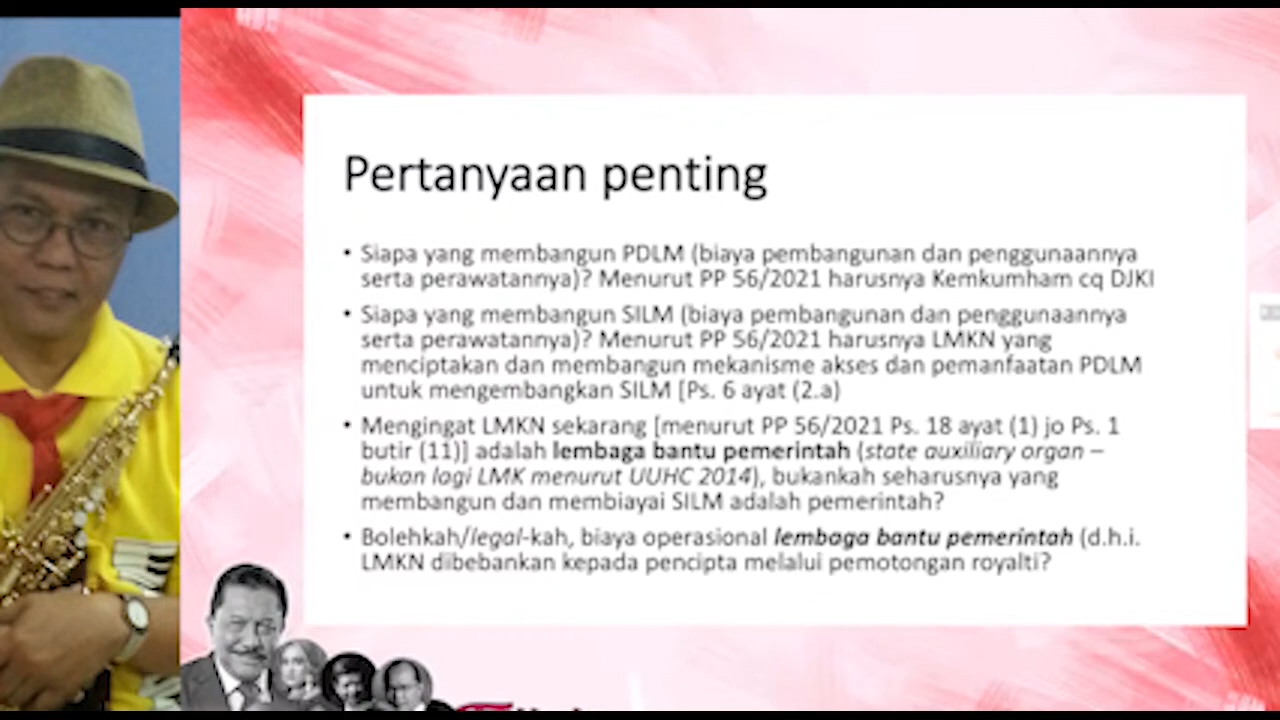 Pertanyaan penting
• Siapa yang membangun PDLM (biaya pembangunan dan penggunaannya
serta perawatannya)? Menurut PP 56/2021 harusnya Kemkumham cq DJKI
• Siapa yang membangun SILM (biaya pembangunan dan penggunaannya
serta perawatannya)? Menurut PP 56/2021 harusnya LMKN yang
menciptakan dan membangun mekanisme akses dan pemanfaatan PDLM
untuk mengembangkan SILM [Ps. 6 ayat (2.a)
• Mengingat LMKN sekarang [menurut PP 56/2021 Ps. 18 ayat (1) jo Ps. 1
butir (11)] adalah lembaga bantu pemerintah (state auxiliary organ –
bukan lagi LMK menurut UUHC 2014), bukankah seharusnya yang
membangun dan membiayai SILM adalah pemerintah?
• Bolehkah/legal-kah, biaya operasional lembaga bantu pemerintah (d.h.i.
LMKN dibebankan kepada pencipta melalui pemotongan royalti?